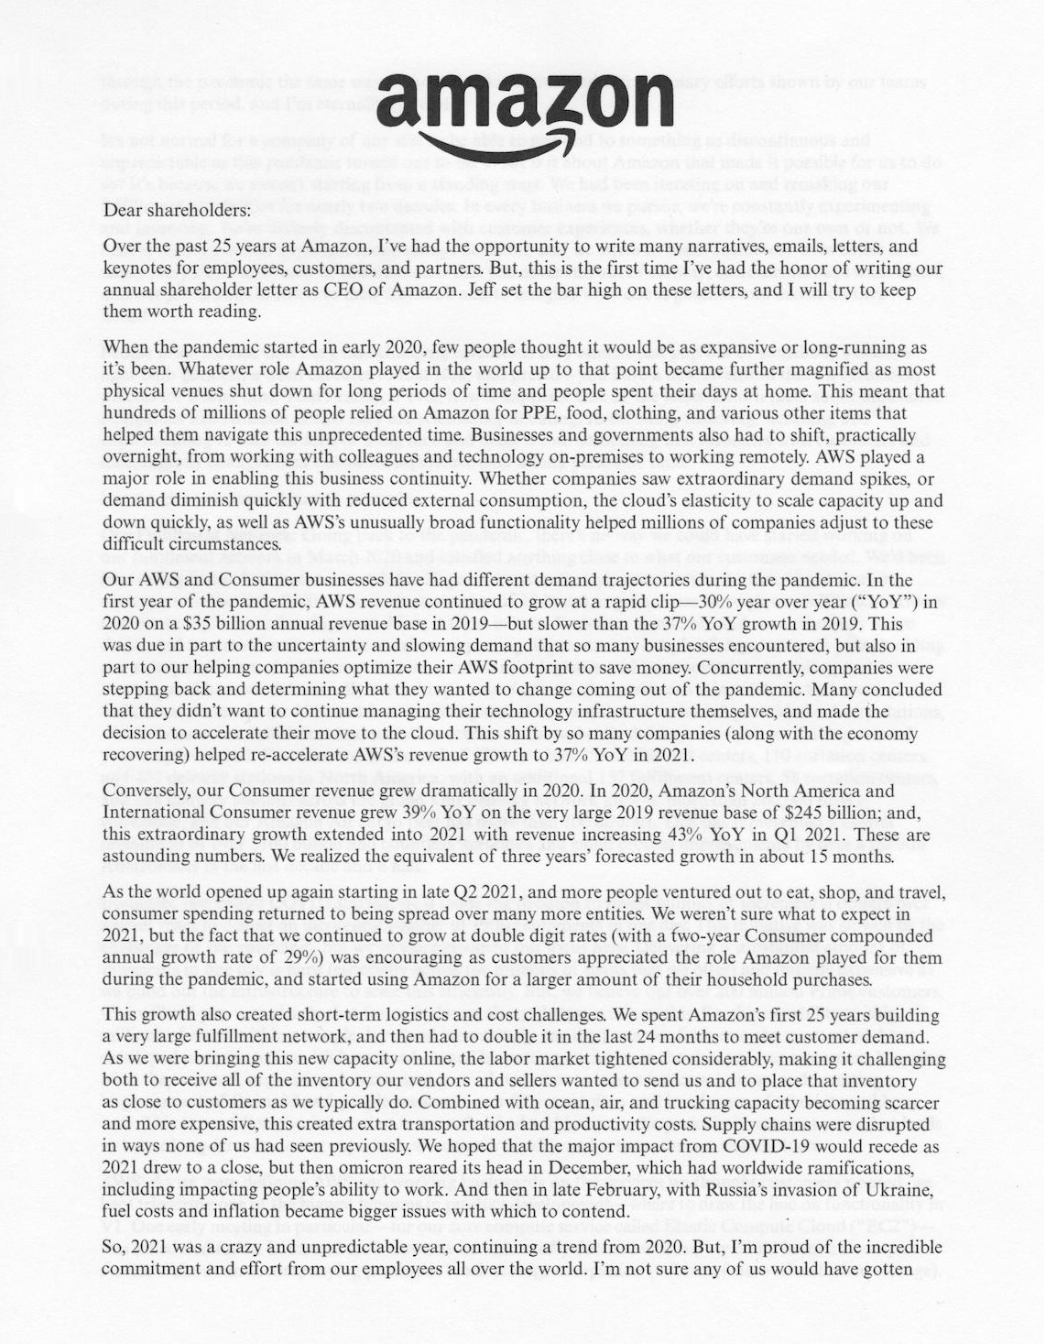 amazon
Dear shareholders:
Over the past 25 years at Amazon, I’ve had the opportunity to write many narratives, emails, letters, and
keynotes for employees, customers, and partners. But, this is the first time I’ve had the honor of writing our
annual shareholder letter as CEO of Amazon. Jeff set the bar high on these letters, and I will try to keep
them worth reading.
When the pandemic started in early 2020, few people thought it would be as expansive or long-running as
it’s been. Whatever role Amazon played in the world up to that point became further magnified as most
physical venues shut down for long periods of time and people spent their days at home. This meant that
hundreds of millions of people relied on Amazon for PPE, food, clothing, and various other items that
helped them navigate this unprecedented time. Businesses and governments also had to shift, practically
overnight, from working with colleagues and technology on-premises to working remotely. AWS played a
major role in enabling this business continuity. Whether companies saw extraordinary demand spikes, or
demand diminish quickly with reduced external consumption, the cloud’s elasticity to scale capacity up and
down quickly, as well as AWS’s unusually broad functionality helped millions of companies adjust to these
difficult circumstances.
Our AWS and Consumer businesses have had different demand trajectories during the pandemic. In the
first year of the pandemic, AWS revenue continued to grow at a rapid clip—30% year over year (“YoY”) in
2020 on a $35 billion annual revenue base in 2019—but slower than the 37% YoY growth in 2019. This
was due in part to the uncertainty and slowing demand that so many businesses encountered, but also in
part to our helping companies optimize their AWS footprint to save money. Concurrently, companies were
stepping back and determining what they wanted to change coming out of the pandemic. Many concluded
that they didn’t want to continue managing their technology infrastructure themselves, and made the
decision to accelerate their move to the cloud. This shift by so many companies (along with the economy
recovering) helped re-accelerate AWS’s revenue growth to 37% YoY in 2021.
Conversely, our Consumer revenue grew dramatically in 2020. In 2020, Amazon’s North America and
International Consumer revenue grew 39% YoY on the very large 2019 revenue base of $245 billion; and,
this extraordinary growth extended into 2021 with revenue increasing 43% YoY in Q1 2021. These are
astounding numbers. We realized the equivalent of three years’ forecasted growth in about 15 months.
As the world opened up again starting in late Q2 2021, and more people ventured out to eat, shop, and travel,
consumer spending returned to being spread over many more entities. We weren’t sure what to expect in
2021, but the fact that we continued to grow at double digit rates (with a two-year Consumer compounded
annual growth rate of 29%) was encouraging as customers appreciated the role Amazon played for them
during the pandemic, and started using Amazon for a larger amount of their household purchases.
This growth also created short-term logistics and cost challenges. We spent Amazon’s first 25 years building
a very large fulfillment network, and then had to double it in the last 24 months to meet customer demand.
As we were bringing this new capacity online, the labor market tightened considerably, making it challenging
both to receive all of the inventory our vendors and sellers wanted to send us and to place that inventory
as close to customers as we typically do. Combined with ocean, air, and trucking capacity becoming scarcer
and more expensive, this created extra transportation and productivity costs. Supply chains were disrupted
in ways none of us had seen previously. We hoped that the major impact from COVID-19 would recede as
2021 drew to a close, but then omicron reared its head in December, which had worldwide ramifications,
including impacting people’s ability to work. And then in late February, with Russia’s invasion of Ukraine,
fuel costs and inflation became bigger issues with which to contend.
So, 2021 was a crazy and unpredictable year, continuing a trend from 2020. But, I’m proud of the incredible
commitment and effort from our employees all over the world. I’m not sure any of us would have gotten